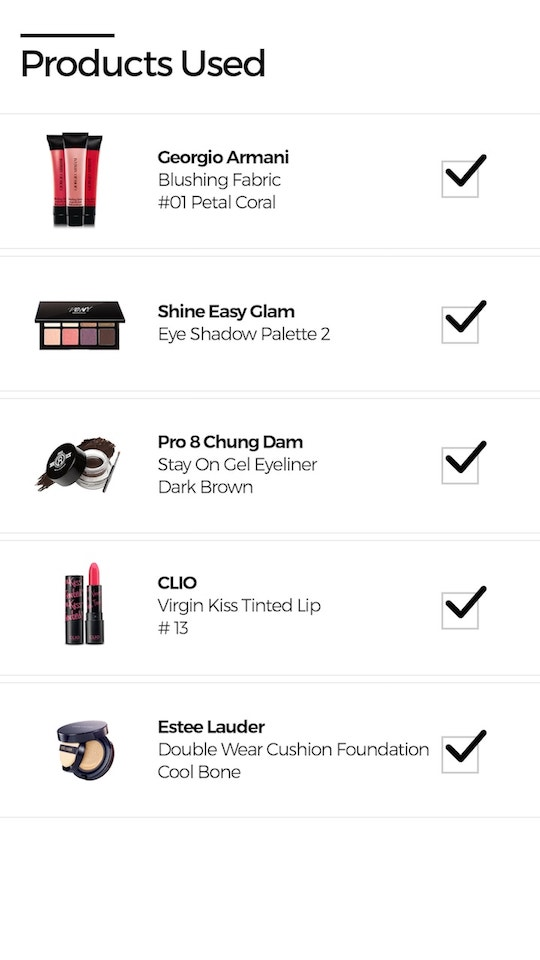 Products Used
Georgio Armani
Blushing Fabric
#01 Petal Coral
Shine Easy Glam
Eye Shadow Palette 2
Pro 8 Chung Dam
Stay On Gel Eyeliner
Dark Brown
CLIO
Virgin Kiss Tinted Lip
# 13
Estee Lauder
Double Wear Cushion Foundation
Cool Bone